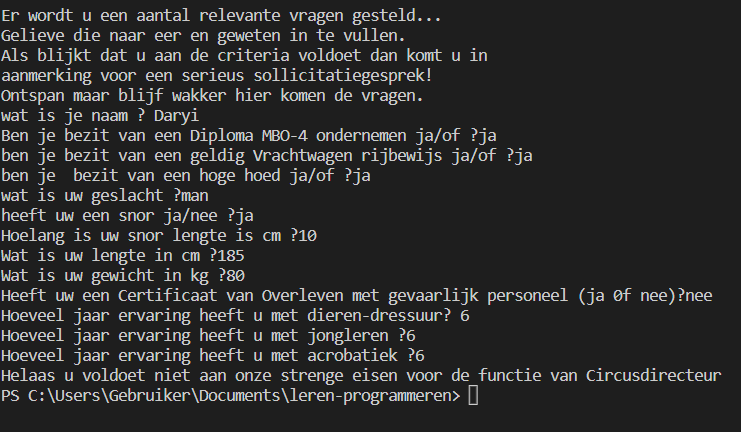 Er wordt u een aantal relevante vragen gesteld...
Gelieve die naar eer en geweten in te vullen.
Als blijkt dat u aan de criteria voldoet dan komt u in
aanmerking voor een serieus sollicitatiegesprek!
Ontspan maar blijf wakker hier komen de vragen.
wat is je naam ? Daryi
Ben je bezit van een Diploma MBO-4 ondernemen ja/of ?ja
ben je bezit van een geldig Vrachtwagen rijbewijs ja/of ?ja
ben je  bezit van een hoge hoed ja/of ?ja
wat is uw geslacht ?man
heeft uw een snor ja/nee ?ja
Hoelang is uw snor lengte is cm ?10
Wat is uw lengte in cm ?185
Wat is uw gewicht in kg ?80
Heeft uw een Certificaat van Overleven met gevaarlijk personeel (ja 0f nee)?nee
Hoeveel jaar ervaring heeft u met dieren-dressuur? 6
Hoeveel jaar ervaring heeft u met jongleren ?6
Hoeveel jaar ervaring heeft u met acrobatiek ?6
Helaas u voldoet niet aan onze strenge eisen voor de functie van Circusdirecteur
PS C:\Users\Gebruiker\Documents\leren-programmeren>